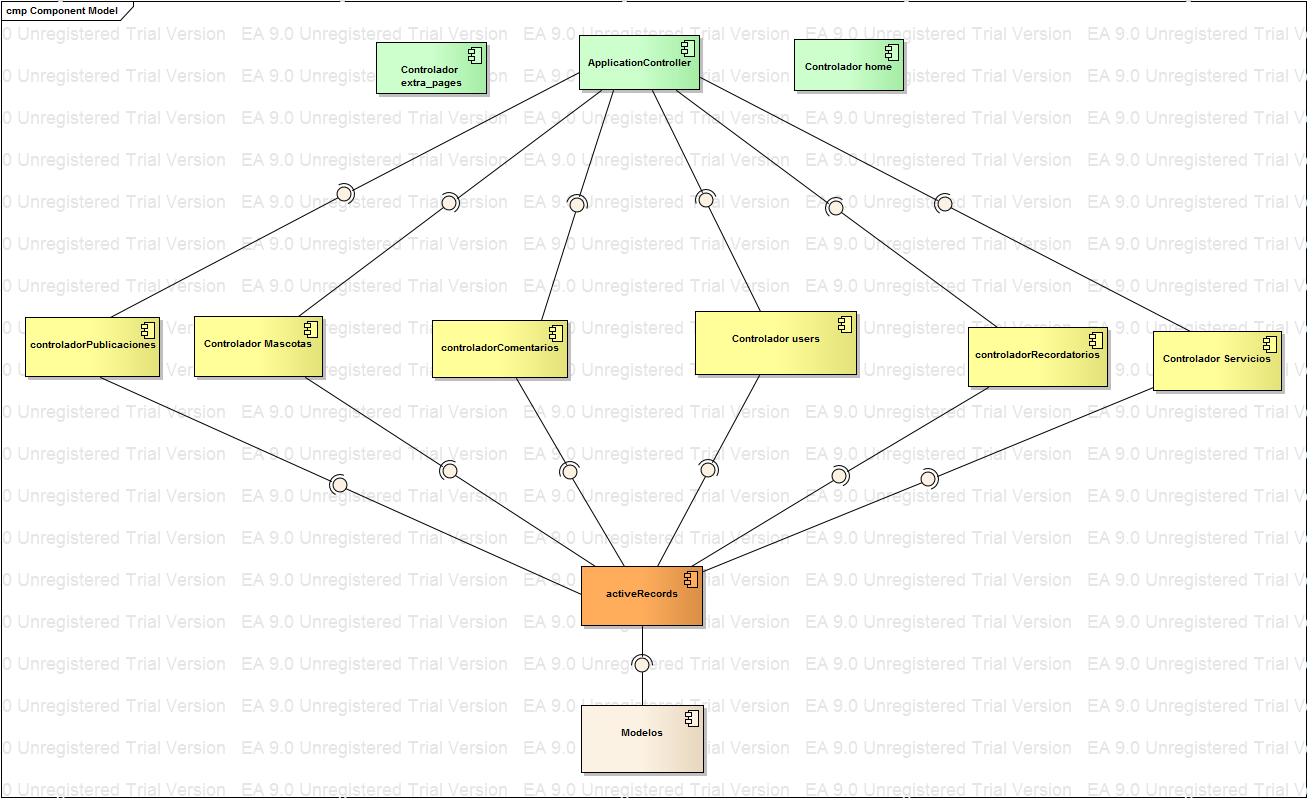 cmp Component Model
Controlador
extra_pages
ApplicationController
Controlador home
controladorPublicaciones
Controlador Mascotas
controladorComentarios
Controlador users
controladorRecordatorios
Controlador Servicios
activeRecords
Modelos
EA 9.0 Unregistered Trial Version